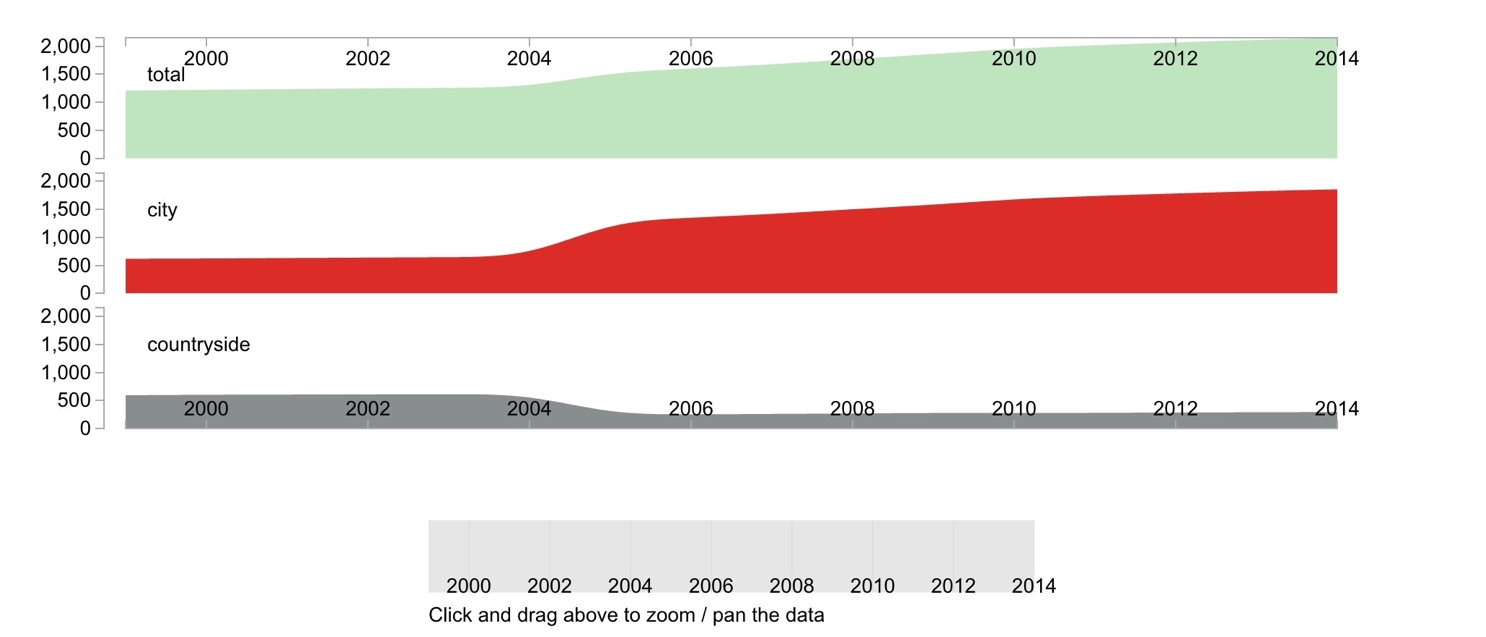 2,000
2000 2002 2004 2006 2008 2010 2012 2014
1,500 total
1,000
500
0
2,000
1,500 city
1,000
500
0
2,000
1,500 countryside
1,000
500
2000 2002 2004 2006 2008 2010 2012 2014
0
2000 2002 2004 2006 2008 2010 2012 2014
Click and drag above to zoom / pan the data